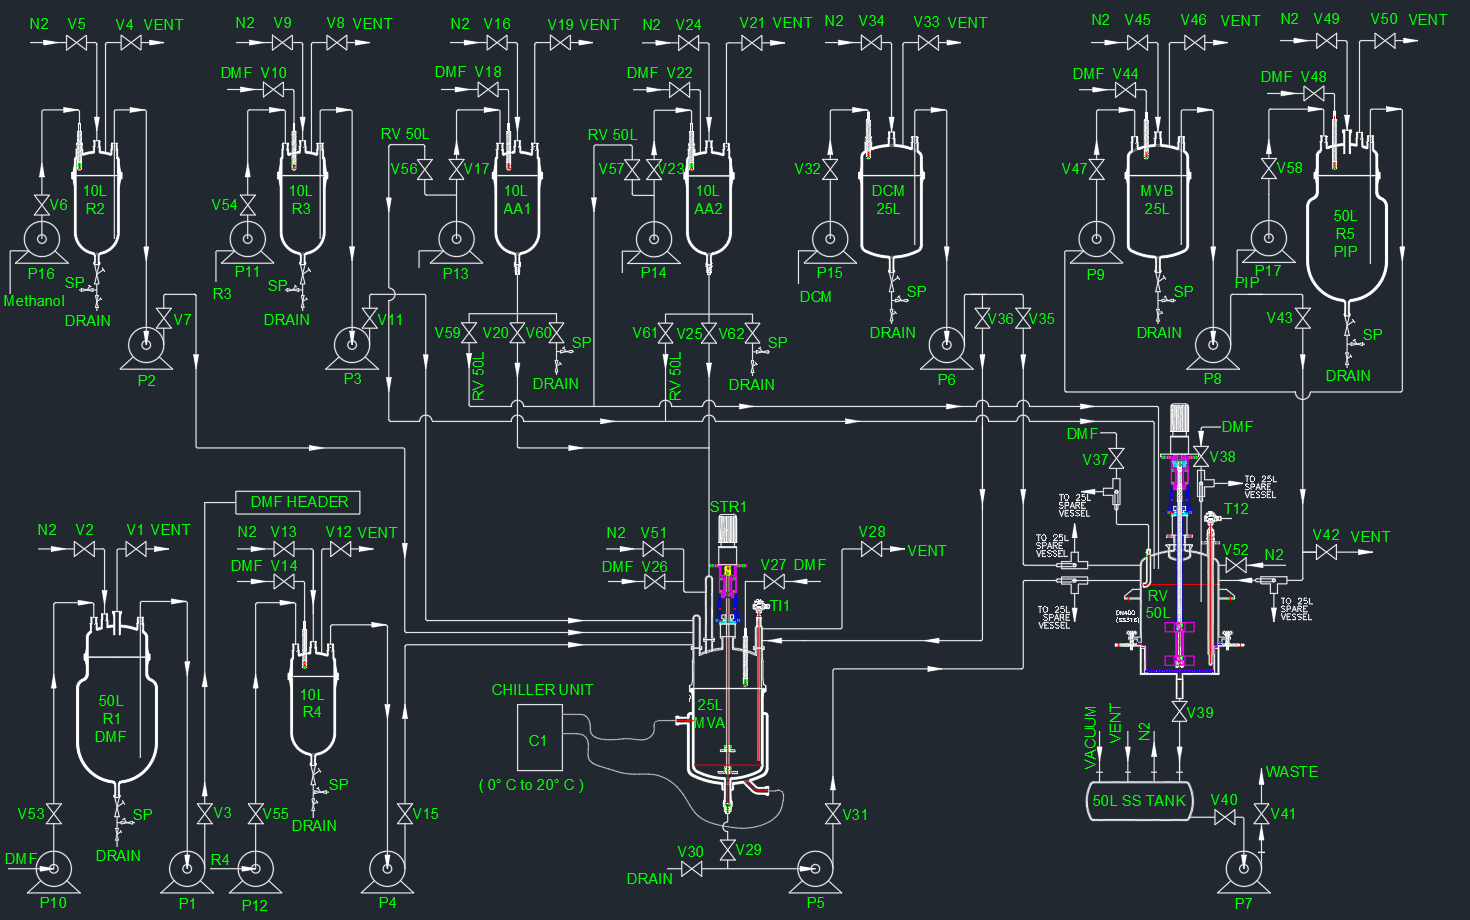 N2 V5 V4 VENT
N2 V9 V8 VENT
N2 V16 V19 VENT
N2 V24 V21 VENT
N2 V34 V33 VENT
N2 V45 V46 VENT
N2 V49 V50 VENT
DMF V10
DMF V18
DMF V22
DMF V44
DMF V48
RV 50L
RV 50L
V56
V17
V57
V23
V32
V47
V58
10L
R2
10L
R3
10L
AA1
10L
AA2
DCM
25L
MVB
25L
50L
R5
PIP
V6
V54
P16
P11
P13
P14
P15
P9
P17
Methanol
R3
DCM
PIP
SP
DRAIN
SP
DRAIN
SP
DRAIN
SP
DRAIN
SP
DRAIN
SP
DRAIN
SP
DRAIN
V7
V11
V59
V20
V60
V61
V25
V62
V36
V35
V43
RV 50L
RV 50L
P2
P3
P6
P8
DMF
V37
DMF
V38
TO 25L
SPARE
VESSEL
TO 25L
SPARE
VESSEL
TO 25L
SPARE
VESSEL
TO 25L
SPARE
VESSEL
TO 25L
SPARE
VESSEL
T12
V52
N2
V42
VENT
RV
50L
DN400
(SS316)
DMF HEADER
N2 V2 V1 VENT
N2 V13 V12 VENT
DMF V14
STR1
N2 V51
DMF V26
V27 DMF
V28
VENT
TI1
50L
R1
DMF
10L
R4
25L
MVA
CHILLER UNIT
C1
( 0° C to 20° C )
V53
SP
DRAIN
V3
V55
SP
DRAIN
V15
V31
V39
VACUUM
VENT
N2
50L SS TANK
WASTE
V40
V41
DMF
R4
V30
V29
DRAIN
P10
P1
P12
P4
P5
P7